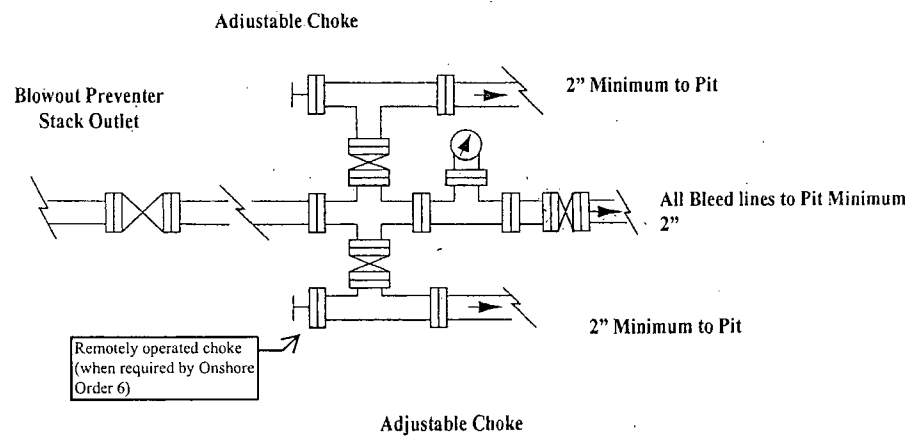 Adjustable Choke
Blowout Preventer
Stack Outlet
2” Minimum to Pit
All Bleed lines to Pit Minimum
2”
2” Minimum to Pit
Remotely operated choke
(when required by Onshore
Order 6)
Adjustable Choke